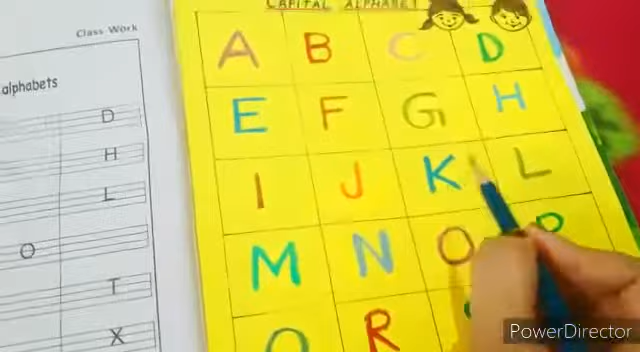 Class Work
alphabets
D
H
L
O
T
X
CAPITAL ALPHABET
A B C D
E F G H
I J K L
M N O P
Q R
PowerDirector